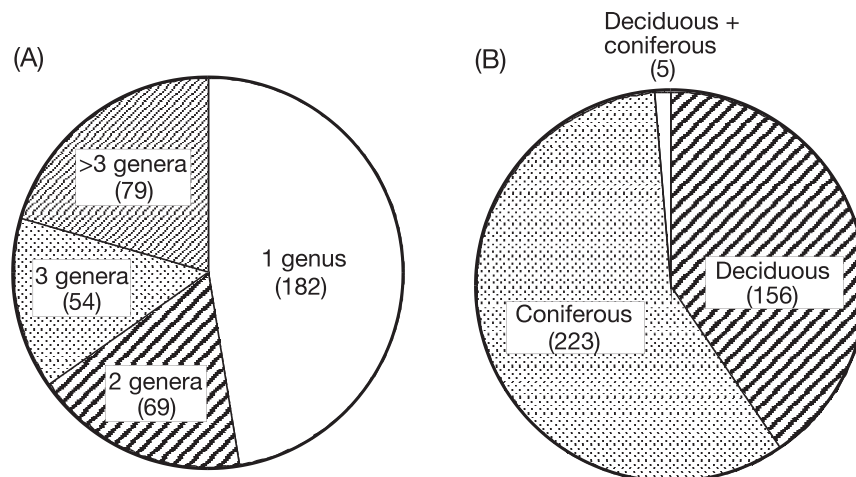 (A)
>3 genera
(79)
1 genus
(182)
3 genera
(54)
2 genera
(69)
Deciduous +
coniferous
(5)
(B)
Deciduous
(156)
Coniferous
(223)